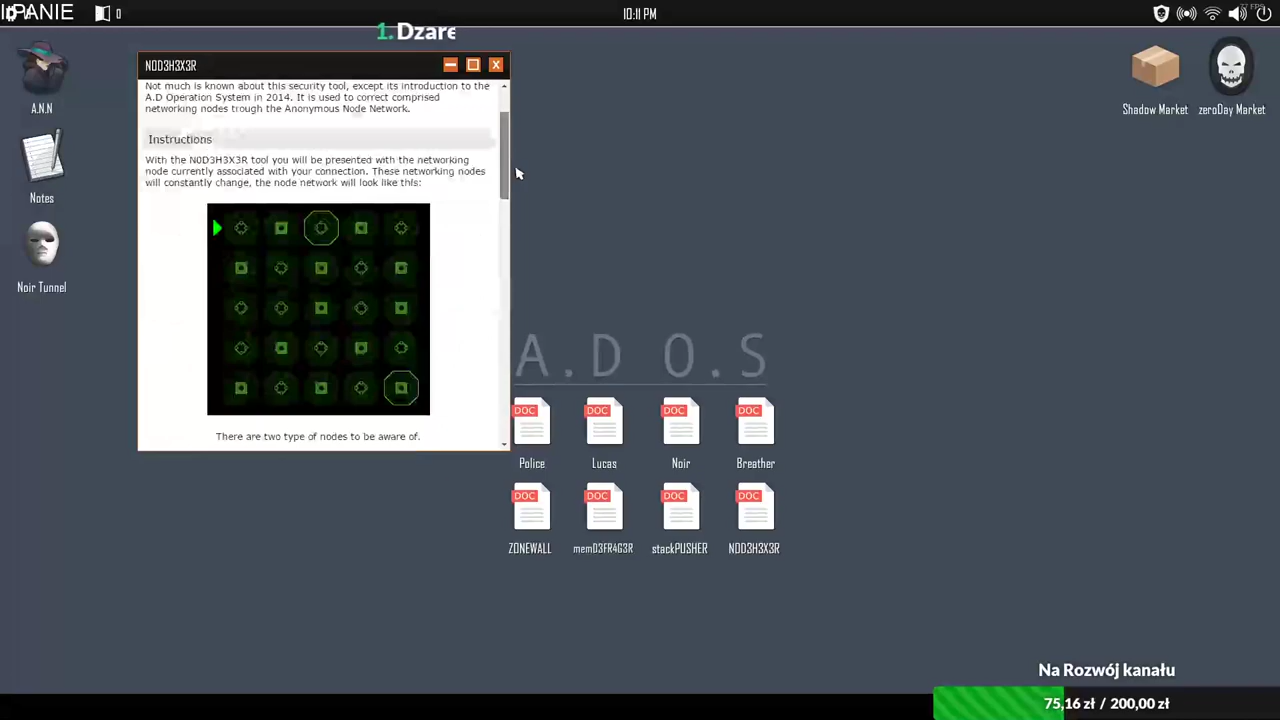 PANIE
0
10:11 PM
27 FPS
1. Dzare
A.N.N
Notes
Noir Tunnel
Shadow Market
zeroDay Market
N0D3H3X3R
Not much is known about this security tool, except its introduction to the
A.D Operation System in 2014. It is used to correct comprised
networking nodes trough the Anonymous Node Network.
Instructions
With the N0D3H3X3R tool you will be presented with the networking
node currently associated with your connection. These networking nodes
will constantly change, the node network will look like this:
There are two type of nodes to be aware of.
A.D O.S
DOC DOC DOC DOC
Police Lucas Noir Breather
DOC DOC DOC DOC
ZONEWALL memD3FR4G3R stackPUSHER N0D3H3X3R
Na Rozwój kanału
75,16 zł / 200,00 zł